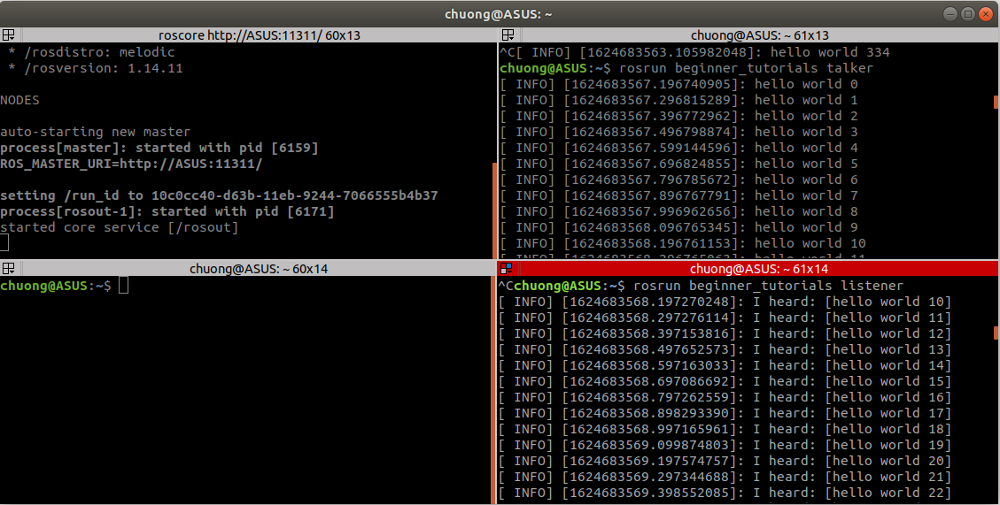 chuong@ASUS: ~
roscore http://ASUS:11311/ 60x13
* /rosdistro: melodic
* /rosversion: 1.14.11
NODES
auto-starting new master
process[master]: started with pid [6159]
ROS_MASTER_URI=http://ASUS:11311/
setting /run_id to 10c0cc40-d63b-11eb-9244-7066555b4b37
process[rosout-1]: started with pid [6171]
started core service [/rosout]
chuong@ASUS: ~ 61x13
^C[ INFO] [1624683563.105982048]: hello world 334
chuong@ASUS:~$ rosrun beginner_tutorials talker
[ INFO] [1624683567.196740905]: hello world 0
[ INFO] [1624683567.296815289]: hello world 1
[ INFO] [1624683567.396772962]: hello world 2
[ INFO] [1624683567.496798874]: hello world 3
[ INFO] [1624683567.599144596]: hello world 4
[ INFO] [1624683567.696824855]: hello world 5
[ INFO] [1624683567.796785672]: hello world 6
[ INFO] [1624683567.896767791]: hello world 7
[ INFO] [1624683567.996962656]: hello world 8
[ INFO] [1624683568.096765345]: hello world 9
[ INFO] [1624683568.196761153]: hello world 10
[ INFO] [1624683568.296765063]: hello world 11
chuong@ASUS: ~ 60x14
chuong@ASUS:~$
chuong@ASUS: ~ 61x14
^Cchuong@ASUS:~$ rosrun beginner_tutorials listener
[ INFO] [1624683568.197270248]: I heard: [hello world 10]
[ INFO] [1624683568.297276114]: I heard: [hello world 11]
[ INFO] [1624683568.397153816]: I heard: [hello world 12]
[ INFO] [1624683568.497652573]: I heard: [hello world 13]
[ INFO] [1624683568.597163033]: I heard: [hello world 14]
[ INFO] [1624683568.697086692]: I heard: [hello world 15]
[ INFO] [1624683568.797262559]: I heard: [hello world 16]
[ INFO] [1624683568.898293390]: I heard: [hello world 17]
[ INFO] [1624683568.997165961]: I heard: [hello world 18]
[ INFO] [1624683569.099874803]: I heard: [hello world 19]
[ INFO] [1624683569.197574757]: I heard: [hello world 20]
[ INFO] [1624683569.297344688]: I heard: [hello world 21]
[ INFO] [1624683569.398552085]: I heard: [hello world 22]